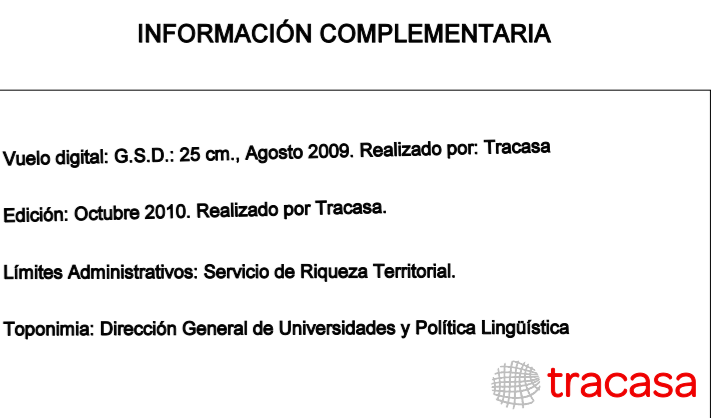 INFORMACIÓN COMPLEMENTARIA
Vuelo digital: G.S.D.: 25 cm., Agosto 2009. Realizado por: Tracasa
Edición: Octubre 2010. Realizado por Tracasa.
Límites Administrativos: Servicio de Riqueza Territorial.
Toponimia: Dirección General de Universidades y Política Lingüística
tracasa